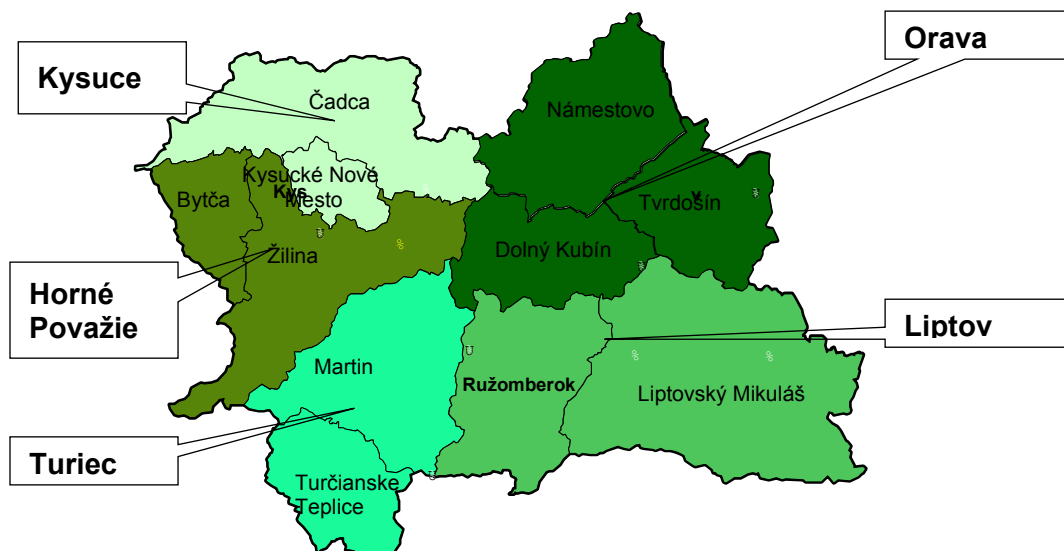 Orava
Kysuce
Čadca
Námestovo
Kysucké Nové
Kys
Mesto
Bytča
Tvrdošín
Dolný Kubín
Žilina
Horné
Považie
Liptov
Martin
Ružomberok
Liptovský Mikuláš
Turiec
Turčianske
Teplice